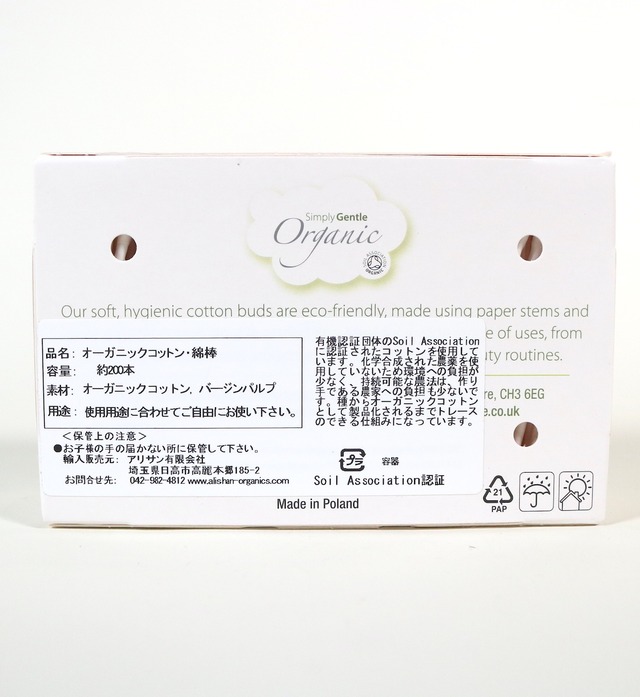 Simply Gentle
Organic
SOIL ASSOCIATION
ORGANIC
Our soft, hygienic cotton buds are eco-friendly, made using paper stems and
e of uses, from
uty routines.
re, CH3 6EG
e.co.uk
品名: オーガニックコットン・綿棒
容量: 約200本
素材: オーガニックコットン, バージンパルプ
用途: 使用用途に合わせてご自由にお使い下さい。
<保管上の注意>
●お子様の手の届かない所に保管して下さい。
輸入販売元: アリサン有限会社
埼玉県日高市高麗本郷185-2
お問合せ先: 042-982-4812 www.alishan-organics.com
有機認証団体のSoil Association
に認証されたコットンを使用して
います。化学合成された農薬を使
用していないため環境への負担が
少なく、持続可能な農法は、作り
手である農家への負担も少ないで
す。種からオーガニックコットン
として製品化されるまでトレース
のできる仕組みになっています。
プラ 容器
Soil Association認証
Made in Poland
21
PAP